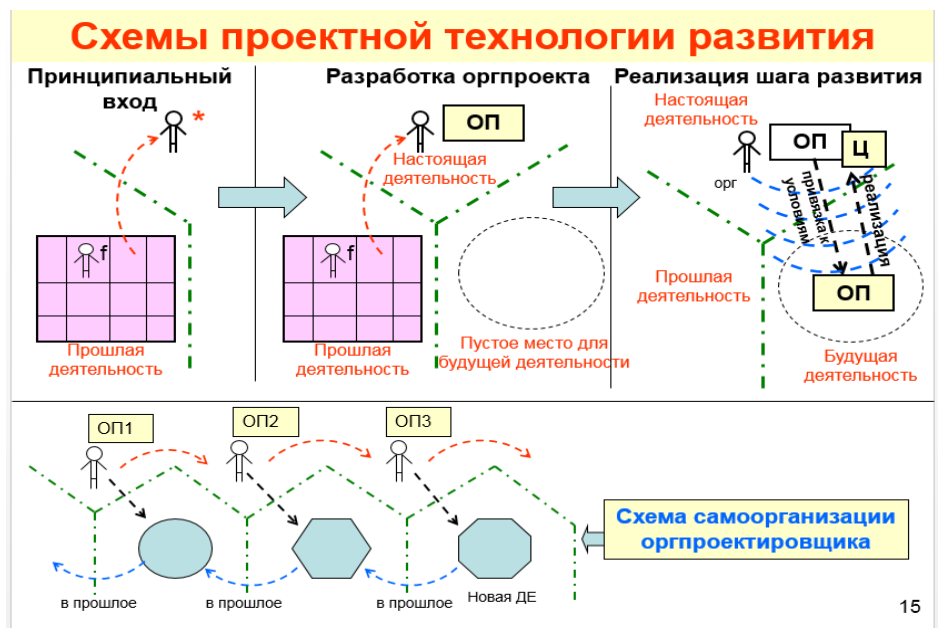 Схемы проектной технологии развития
Принципиальный
вход
*
f
Прошлая
деятельность
Разработка оргпроекта
ОП
Настоящая
деятельность
f
Прошлая
деятельность
Пустое место для
будущей деятельности
Реализация шага развития
Настоящая
деятельность
орг
ОП
Ц
привязка к
условиям
реализация
Прошлая
деятельность
ОП
Будущая
деятельность
ОП1
ОП2
ОП3
Схема самоорганизации
оргпроектировщика
в прошлое
в прошлое
в прошлое
Новая ДЕ
15